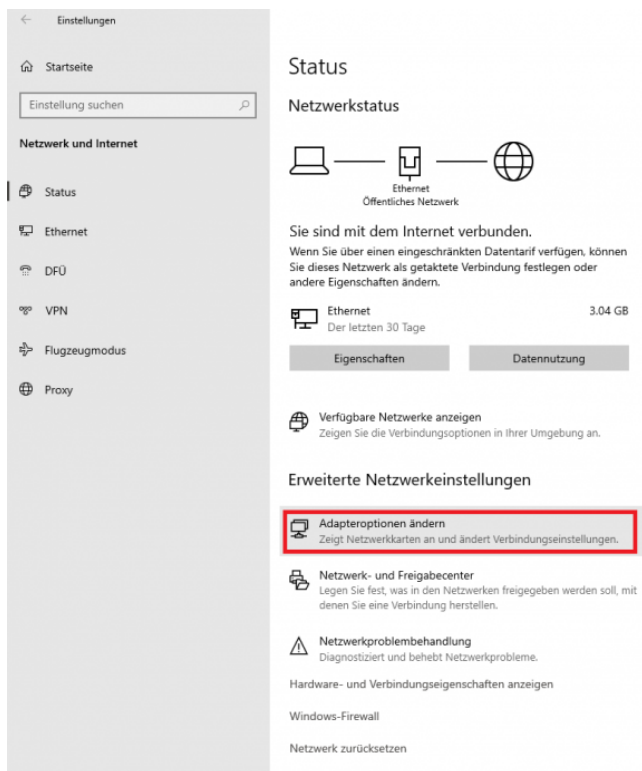 Einstellungen
Startseite
Einstellung suchen
Netzwerk und Internet
Status
Ethernet
DFÜ
VPN
Flugzeugmodus
Proxy
Status
Netzwerkstatus
Ethernet
Öffentliches Netzwerk
Sie sind mit dem Internet verbunden.
Wenn Sie über einen eingeschränkten Datentarif verfügen, können
Sie dieses Netzwerk als getaktete Verbindung festlegen oder
andere Eigenschaften ändern.
Ethernet 3.04 GB
Der letzten 30 Tage
Eigenschaften Datennutzung
Verfügbare Netzwerke anzeigen
Zeigen Sie die Verbindungsoptionen in Ihrer Umgebung an.
Erweiterte Netzwerkeinstellungen
Adapteroptionen ändern
Zeigt Netzwerkkarten an und ändert Verbindungseinstellungen.
Netzwerk- und Freigabecenter
Legen Sie fest, was in den Netzwerken freigegeben werden soll, mit
denen Sie eine Verbindung herstellen.
Netzwerkproblembehandlung
Diagnostiziert und behebt Netzwerkprobleme.
Hardware- und Verbindungseigenschaften anzeigen
Windows-Firewall
Netzwerk zurücksetzen